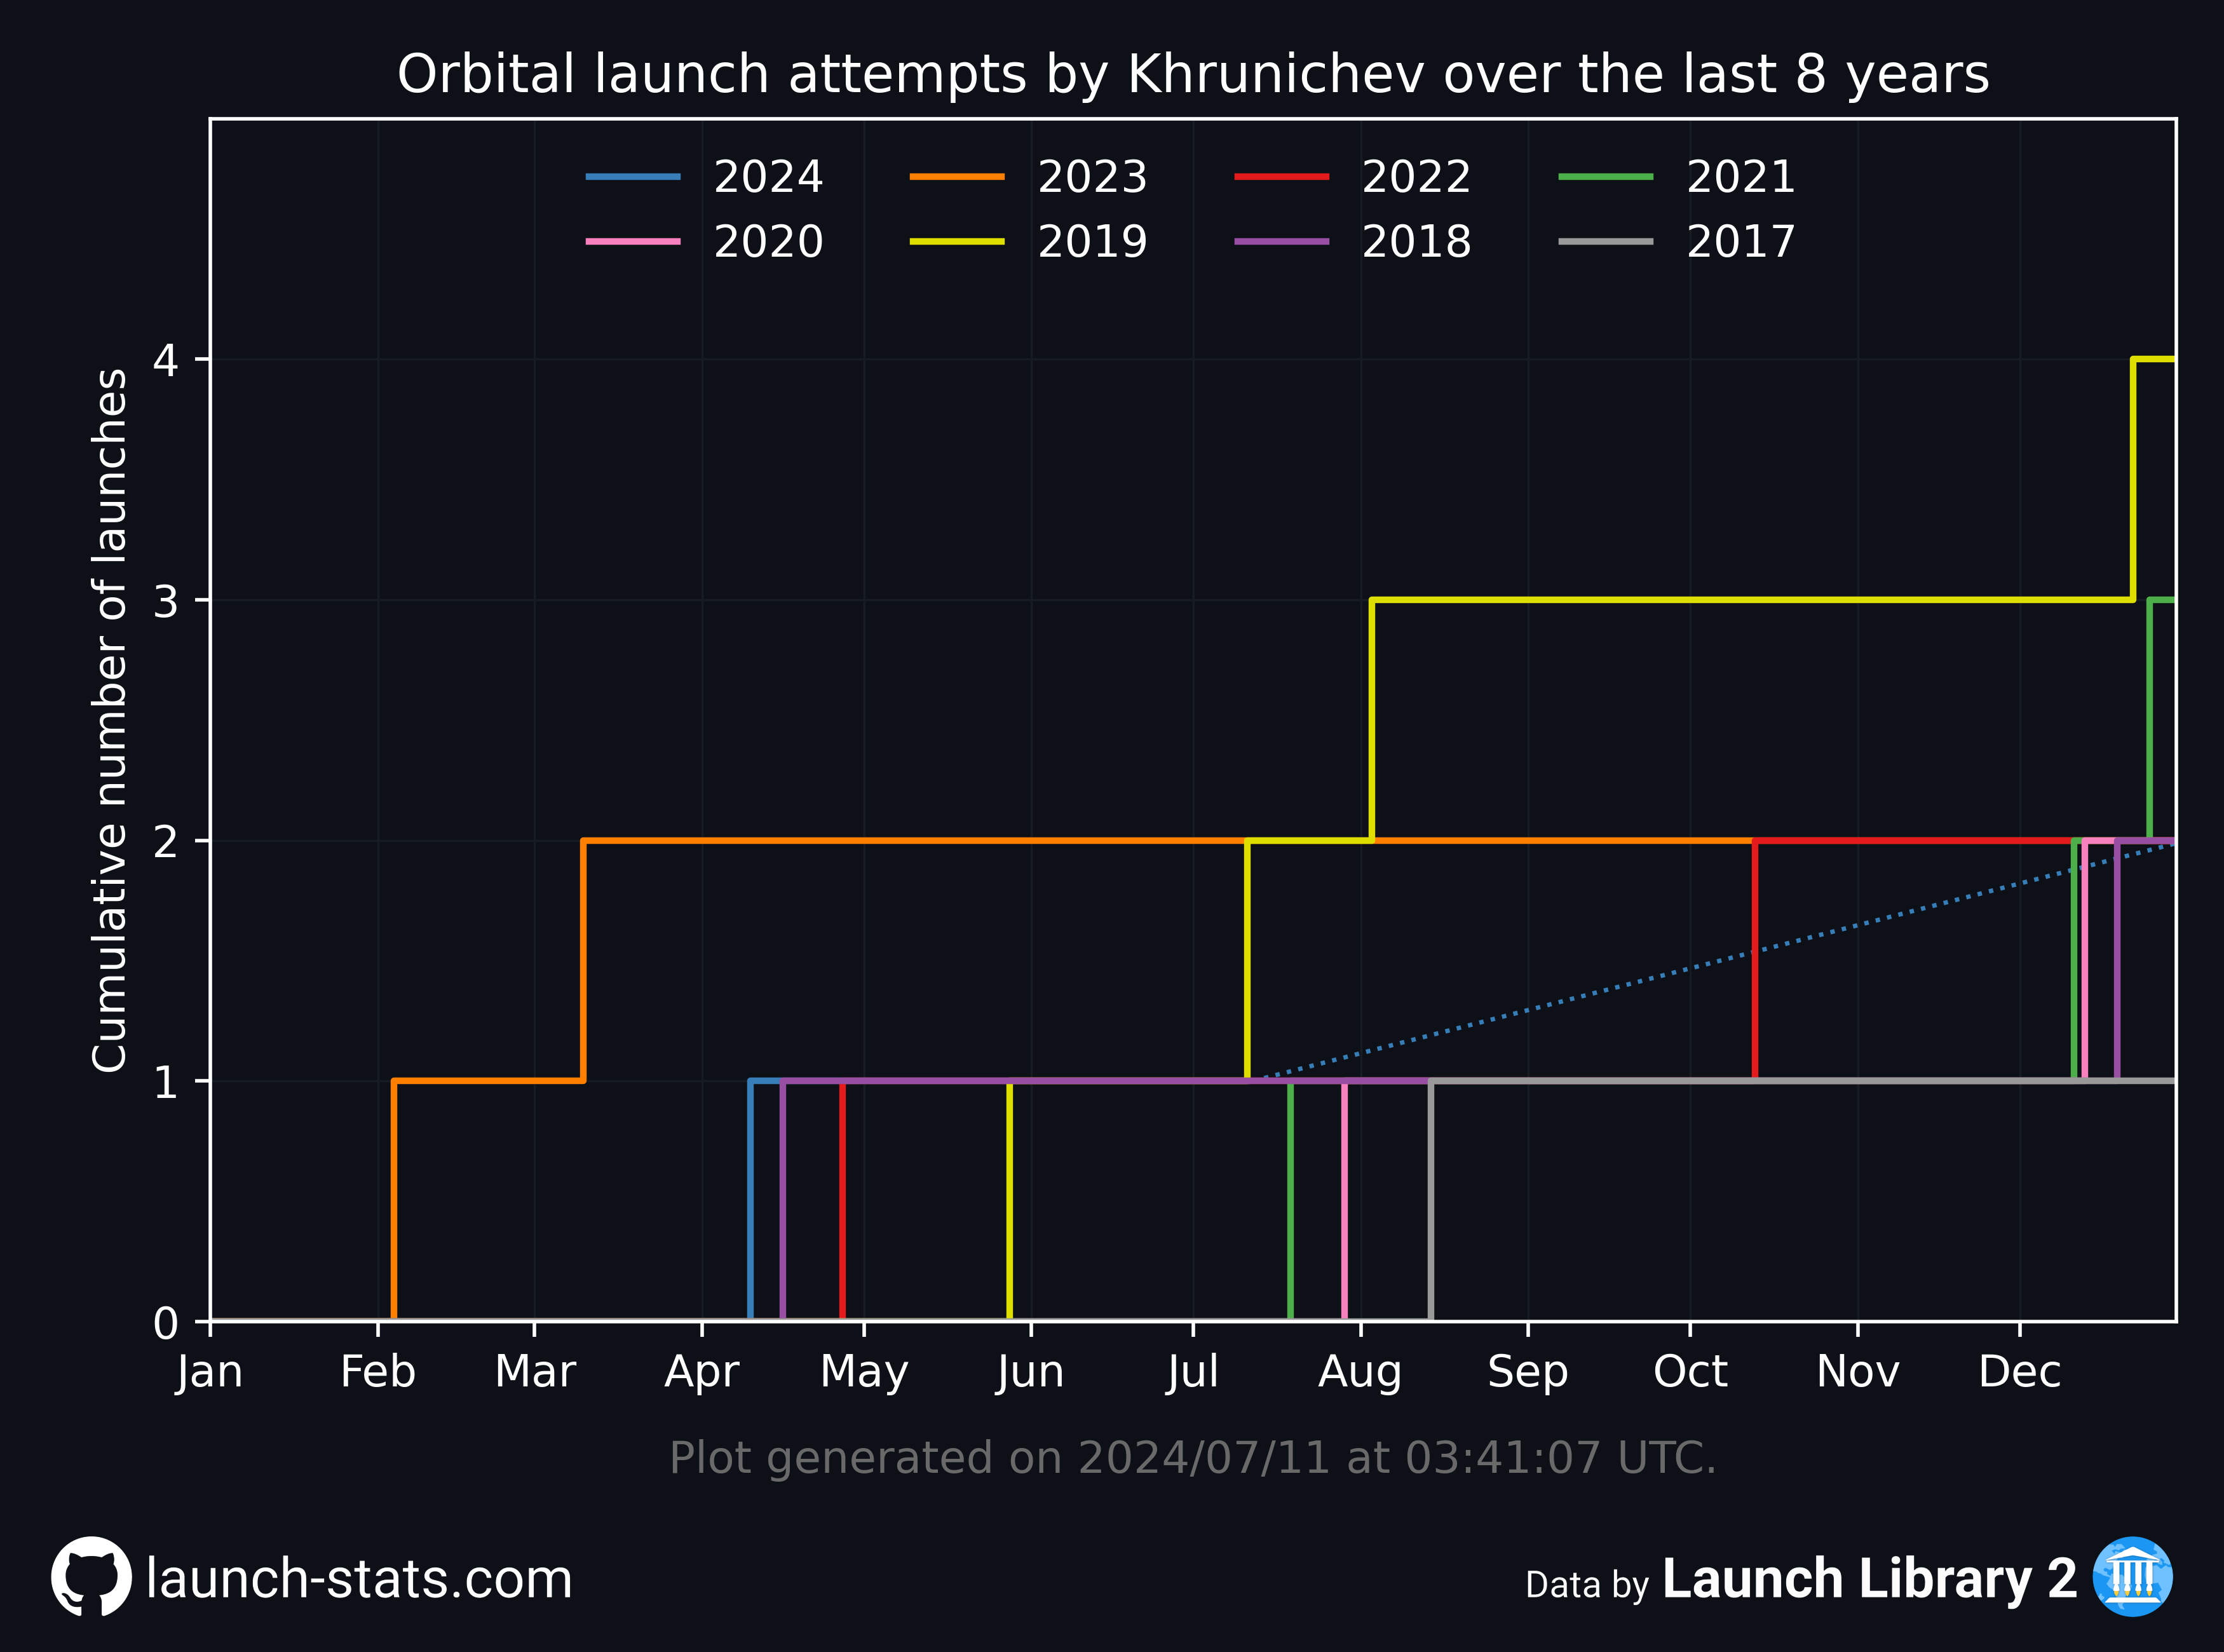 Orbital launch attempts by Khrunichev over the last 8 years
2024 2023 2022 2021
2020 2019 2018 2017
Cumulative number of launches
4
3
2
1
0
Jan Feb Mar Apr May Jun Jul Aug Sep Oct Nov Dec
Plot generated on 2024/07/11 at 03:41:07 UTC.
launch-stats.com
Data by Launch Library 2